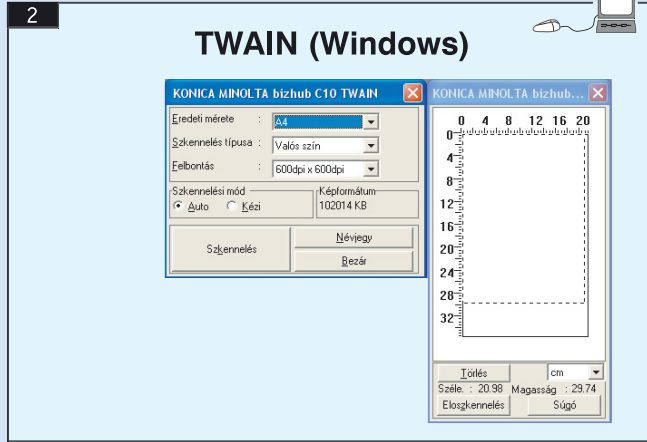 2
TWAIN (Windows)
KONICA MINOLTA bizhub C10 TWAIN
Eredeti mérete : A4
Szkennelés típusa : Valós szín
Felbontás : 600dpi x 600dpi
Szkennelési mód
Auto Kézi
Képformátum
102014 KB
Szkennelés
Névjegy
Bezár
KONICA MINOLTA bizhub...
0 4 8 12 16 20
0
4
8
12
16
20
24
28
32
Törlés cm
Széle. : 20.98 Magasság : 29.74
Eloszkennelés Súgó